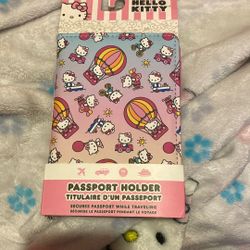 HELLO KITTY
PASSPORT HOLDER
TITULAIRE D'UN PASSEPORT
SECURES PASSPORT WHILE TRAVELING
SÉCURISE LE PASSEPORT PENDANT LE VOYAGE